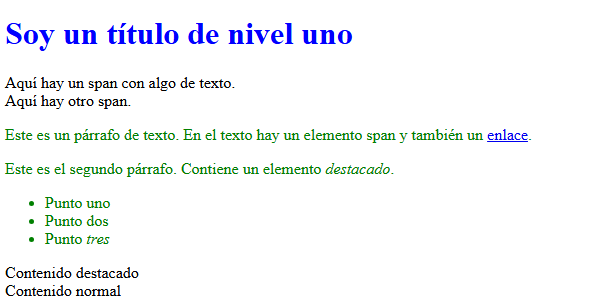 Soy un título de nivel uno
Aquí hay un span con algo de texto.
Aquí hay otro span.
Este es un párrafo de texto. En el texto hay un elemento span y también un enlace.
Este es el segundo párrafo. Contiene un elemento destacado.
• Punto uno
• Punto dos
• Punto tres
Contenido destacado
Contenido normal